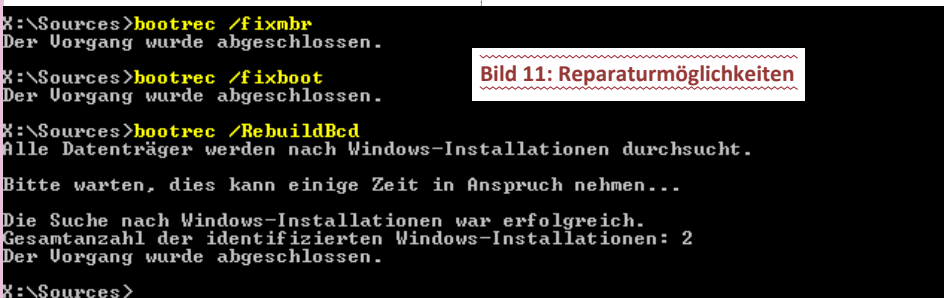 X:\Sources>bootrec /fixmbr
Der Vorgang wurde abgeschlossen.
X:\Sources>bootrec /fixboot
Der Vorgang wurde abgeschlossen.
Bild 11: Reparaturmöglichkeiten
X:\Sources>bootrec /RebuildBcd
Alle Datenträger werden nach Windows-Installationen durchsucht.
Bitte warten, dies kann einige Zeit in Anspruch nehmen...
Die Suche nach Windows-Installationen war erfolgreich.
Gesamtanzahl der identifizierten Windows-Installationen: 2
Der Vorgang wurde abgeschlossen.
X:\Sources>